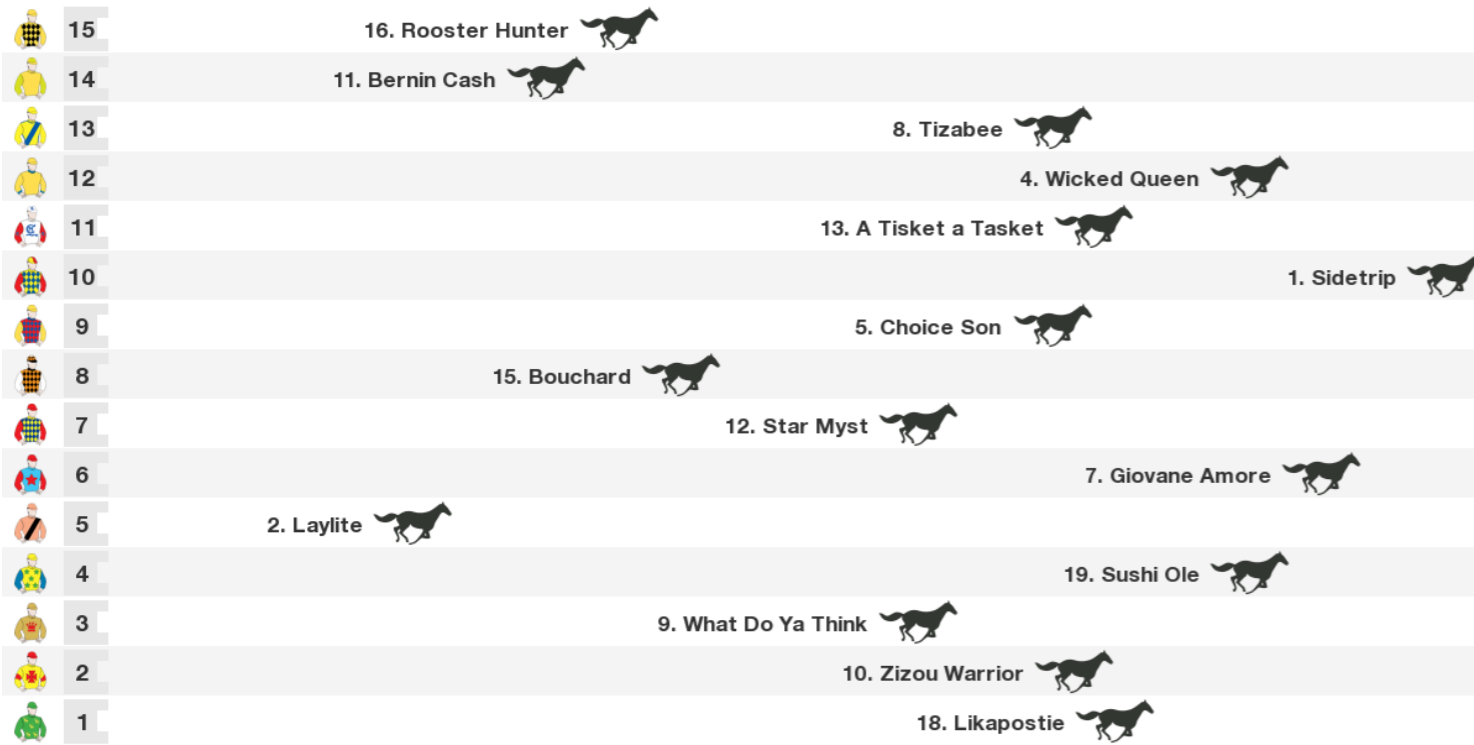 15 16. Rooster Hunter
14 11. Bernin Cash
13 8. Tizabee
12 4. Wicked Queen
11 13. A Tisket a Tasket
10 1. Sidetrip
9 5. Choice Son
8 15. Bouchard
7 12. Star Myst
6 7. Giovane Amore
5 2. Laylite
4 19. Sushi Ole
3 9. What Do Ya Think
2 10. Zizou Warrior
1 18. Likapostie